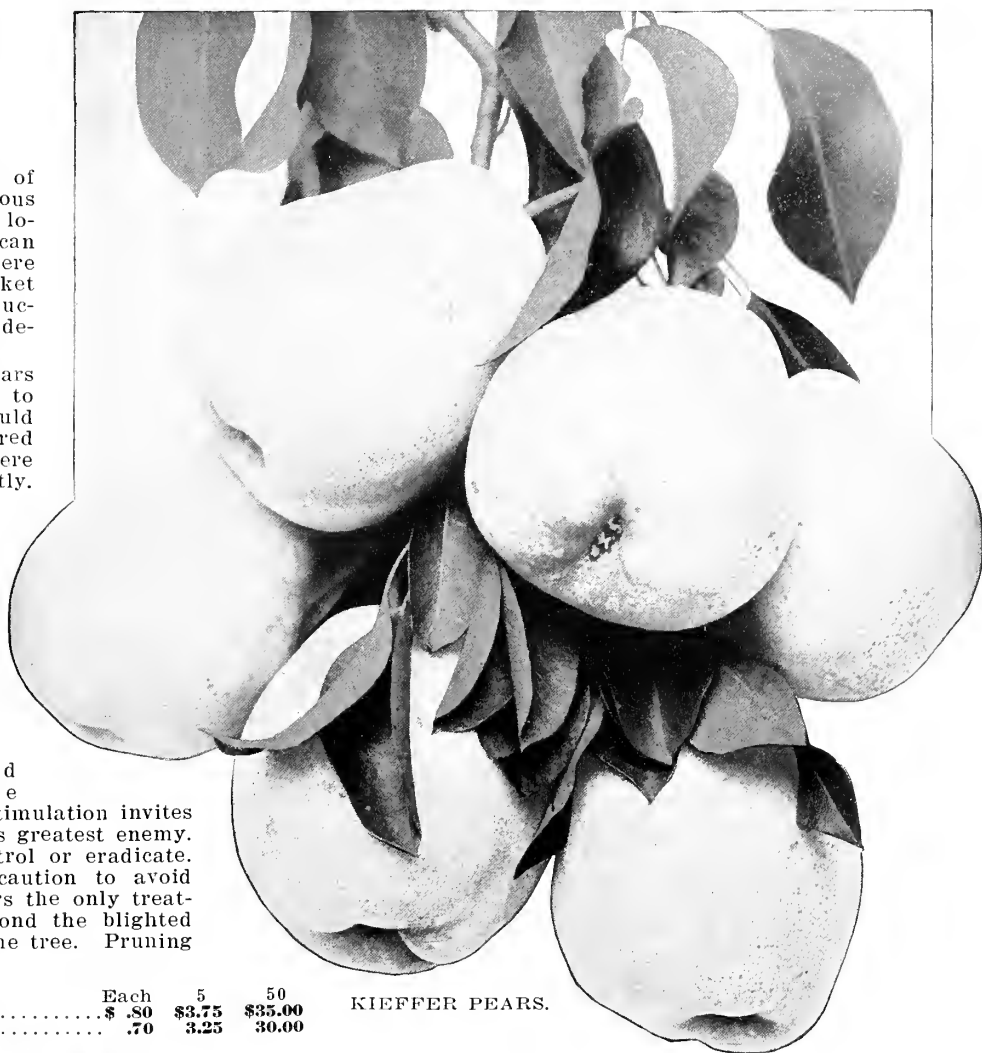 of
ous
lo-
can
ere
ket
uc-
de-
ars
to
uld
red
ere
tly.
d
e
timulation invites
s greatest enemy.
trol or eradicate.
caution to avoid
rs the only treat-
ond the blighted
he tree. Pruning
Each 5 50
..........$ .80 $3.75 $35.00
.......... .70 3.25 30.00
KIEFFER PEARS.